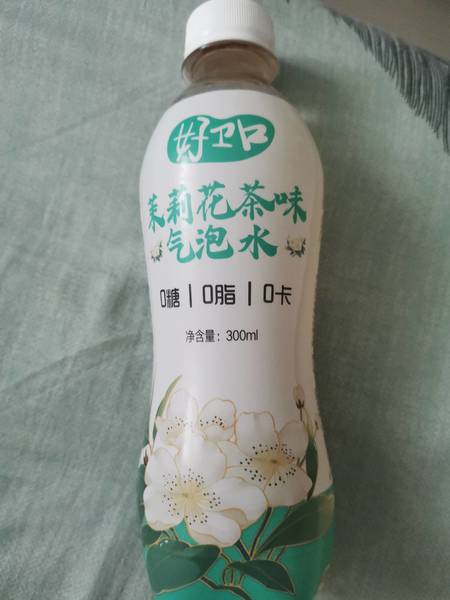 好卫口
茉莉花茶味
气泡水
0糖 | 0脂 | 0卡
净含量：300ml